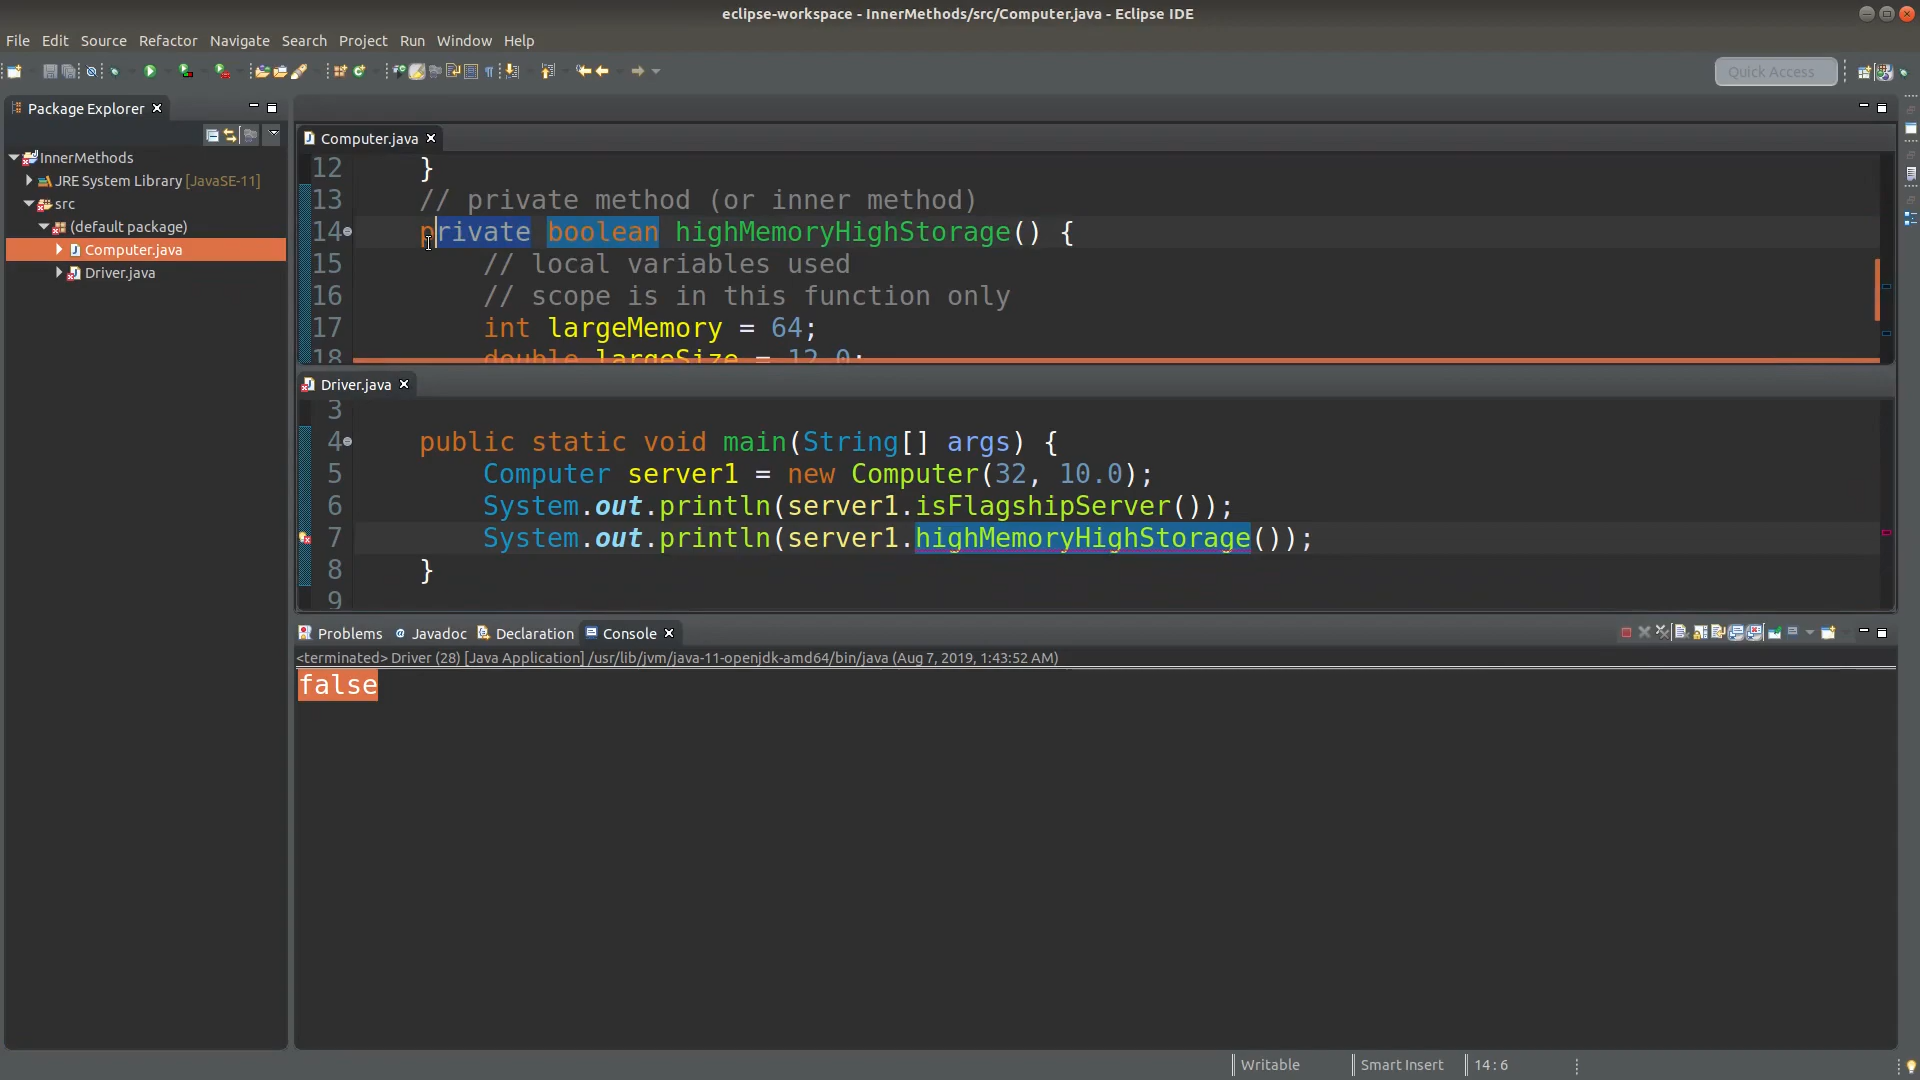 eclipse-workspace - InnerMethods/src/Computer.java - Eclipse IDE
File Edit Source Refactor Navigate Search Project Run Window Help
Quick Access
Package Explorer
InnerMethods
JRE System Library [JavaSE-11]
src
(default package)
Computer.java
Driver.java
Computer.java
12 }
13 // private method (or inner method)
14 private boolean highMemoryHighStorage() {
15 // local variables used
16 // scope is in this function only
17 int largeMemory = 64;
18 double largeSize = 12.0;
Driver.java
3
4 public static void main(String[] args) {
5 Computer server1 = new Computer(32, 10.0);
6 System.out.println(server1.isFlagshipServer());
7 System.out.println(server1.highMemoryHighStorage());
8 }
9
Problems Javadoc Declaration Console
<terminated> Driver (28) [Java Application] /usr/lib/jvm/java-11-openjdk-amd64/bin/java (Aug 7, 2019, 1:43:52 AM)
false
Writable Smart Insert 14 : 6